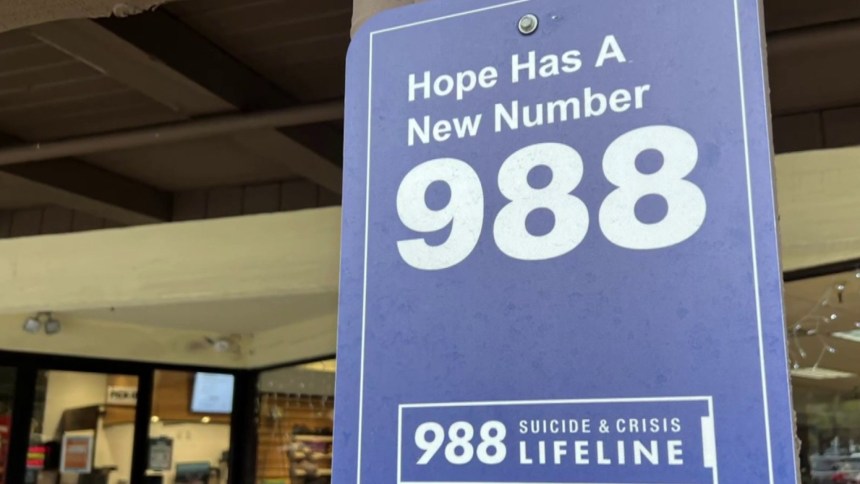 Hope Has A
New Number
988
988 SUICIDE & CRISIS
LIFELINE